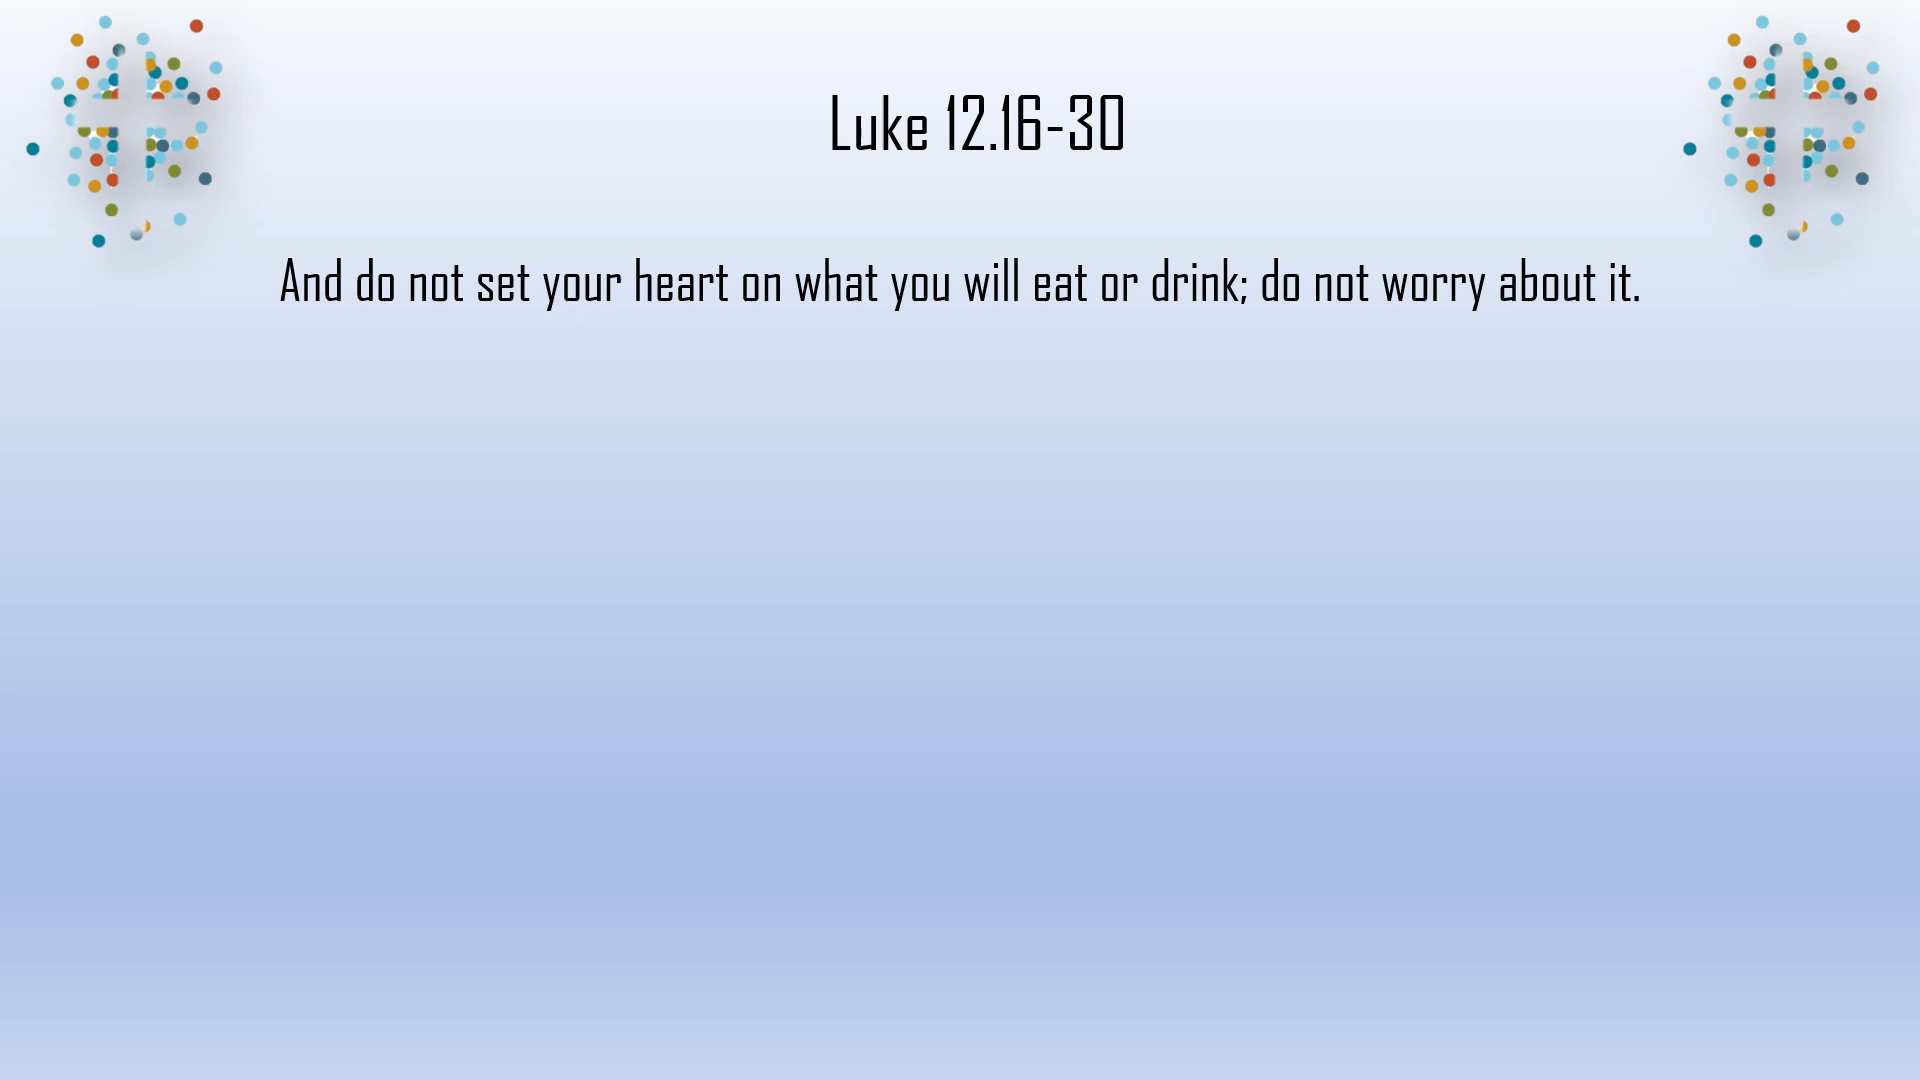 Luke 12.16-30
And do not set your heart on what you will eat or drink; do not worry about it.